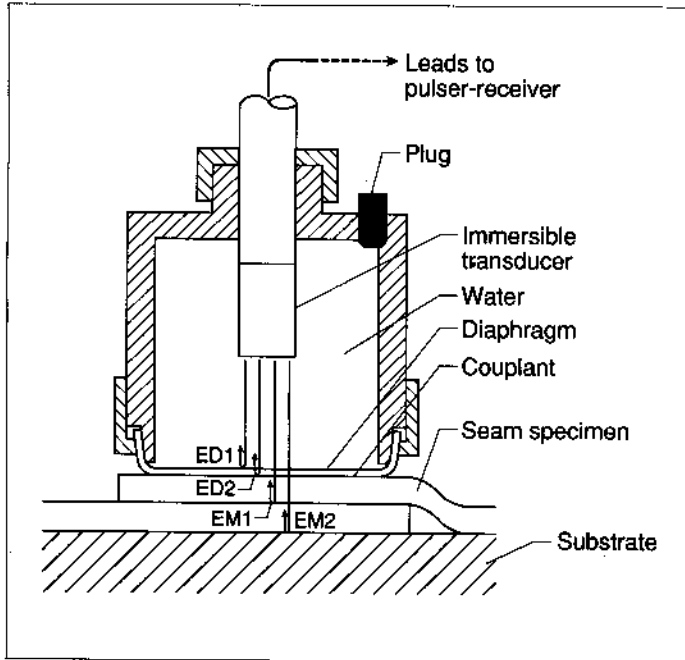 Leads to
pulser-receiver
Plug
Immersible
transducer
Water
Diaphragm
Couplant
Seam specimen
ED1
ED2
EM1
EM2
Substrate